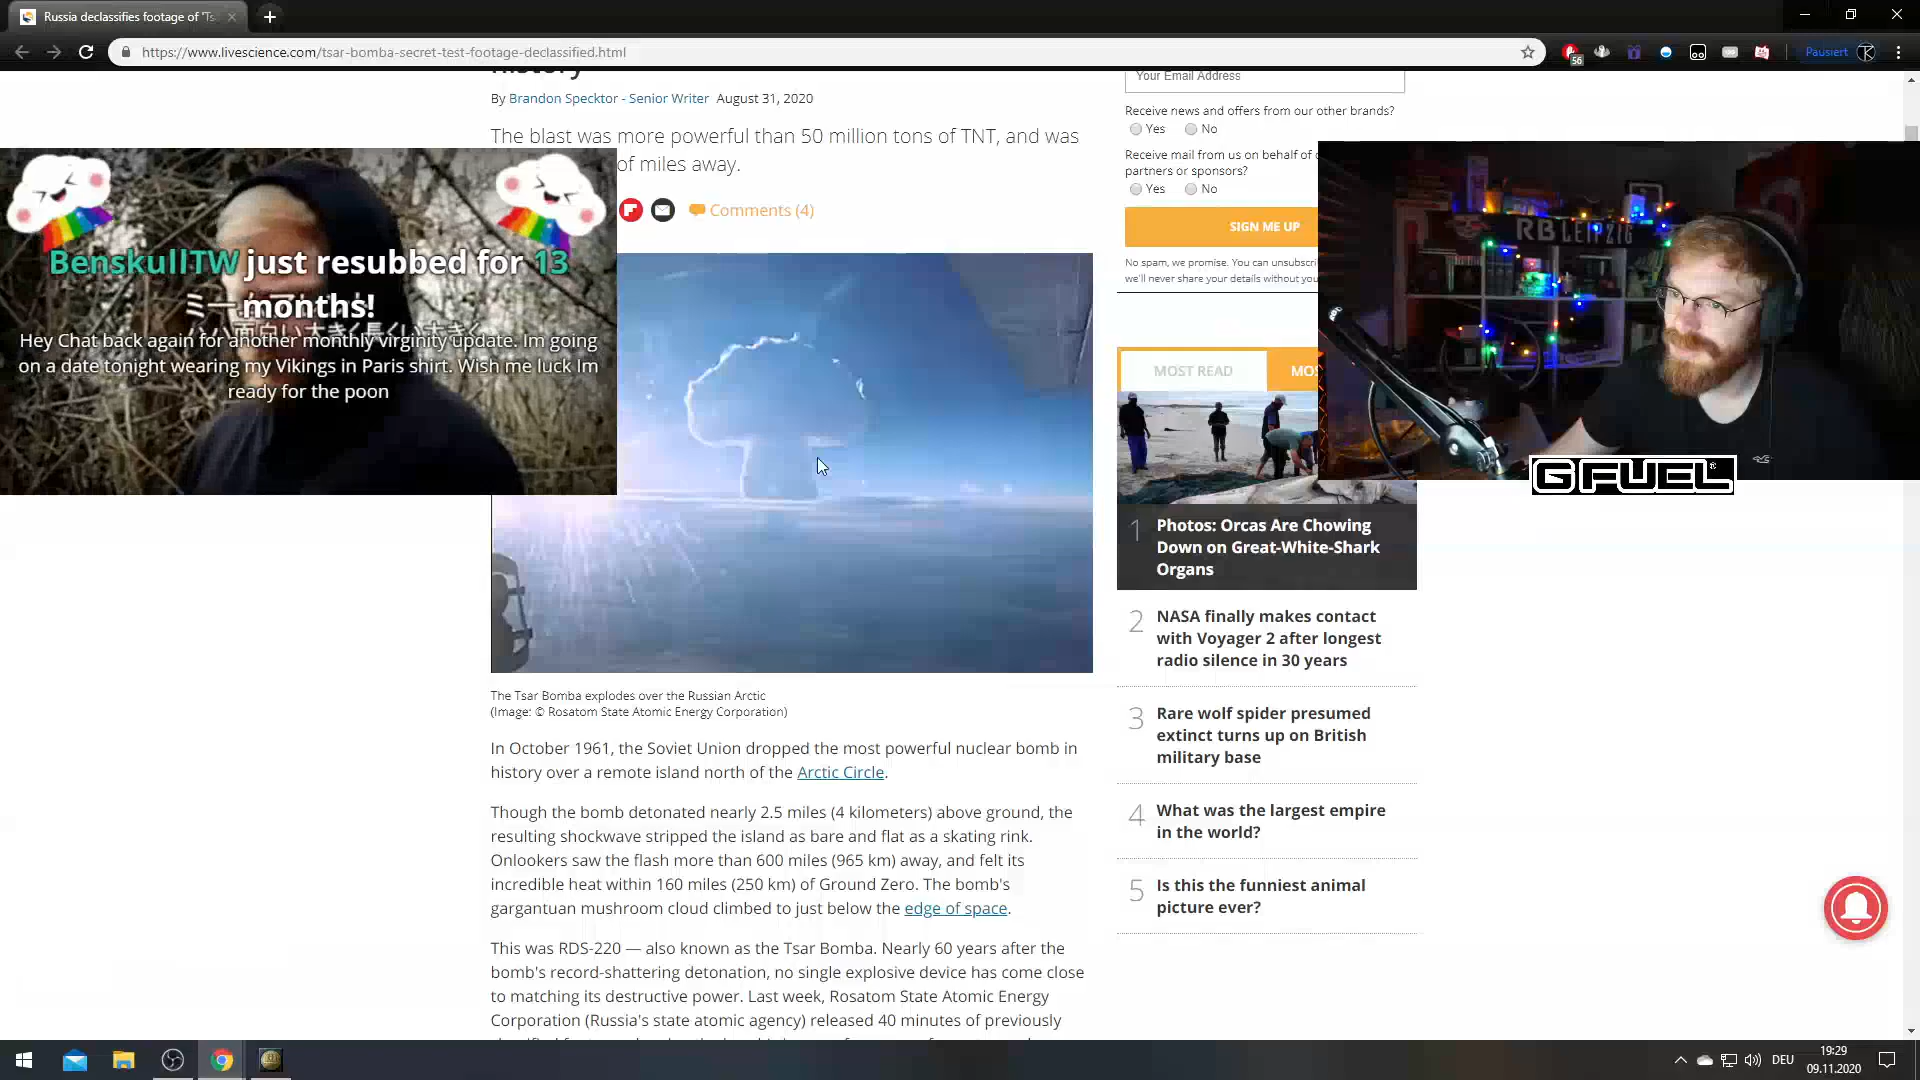 Russia declassifies footage of 'Ts
https://www.livescience.com/tsar-bomba-secret-test-footage-declassified.html
56
Pausiert
History
By Brandon Specktor - Senior Writer August 31, 2020
The blast was more powerful than 50 million tons of TNT, and was
of miles away.
Comments (4)
BenskullTW just resubbed for 13
months!
Hey Chat back again for another monthly virginity update. Im going
on a date tonight wearing my Vikings in Paris shirt. Wish me luck Im
ready for the poon
The Tsar Bomba explodes over the Russian Arctic
(Image: © Rosatom State Atomic Energy Corporation)
In October 1961, the Soviet Union dropped the most powerful nuclear bomb in
history over a remote island north of the Arctic Circle.
Though the bomb detonated nearly 2.5 miles (4 kilometers) above ground, the
resulting shockwave stripped the island as bare and flat as a skating rink.
Onlookers saw the flash more than 600 miles (965 km) away, and felt its
incredible heat within 160 miles (250 km) of Ground Zero. The bomb's
gargantuan mushroom cloud climbed to just below the edge of space.
This was RDS-220 — also known as the Tsar Bomba. Nearly 60 years after the
bomb's record-shattering detonation, no single explosive device has come close
to matching its destructive power. Last week, Rosatom State Atomic Energy
Corporation (Russia's state atomic agency) released 40 minutes of previously
Your Email Address
Receive news and offers from our other brands?
Yes No
Receive mail from us on behalf of
partners or sponsors?
Yes No
SIGN ME UP
No spam, we promise. You can unsubscri
we'll never share your details without you
MOST READ MOS
1 Photos: Orcas Are Chowing
Down on Great-White-Shark
Organs
2 NASA finally makes contact
with Voyager 2 after longest
radio silence in 30 years
3 Rare wolf spider presumed
extinct turns up on British
military base
4 What was the largest empire
in the world?
5 Is this the funniest animal
picture ever?
RB LEIPZIG
G FUEL
DEU
19:29
09.11.2020